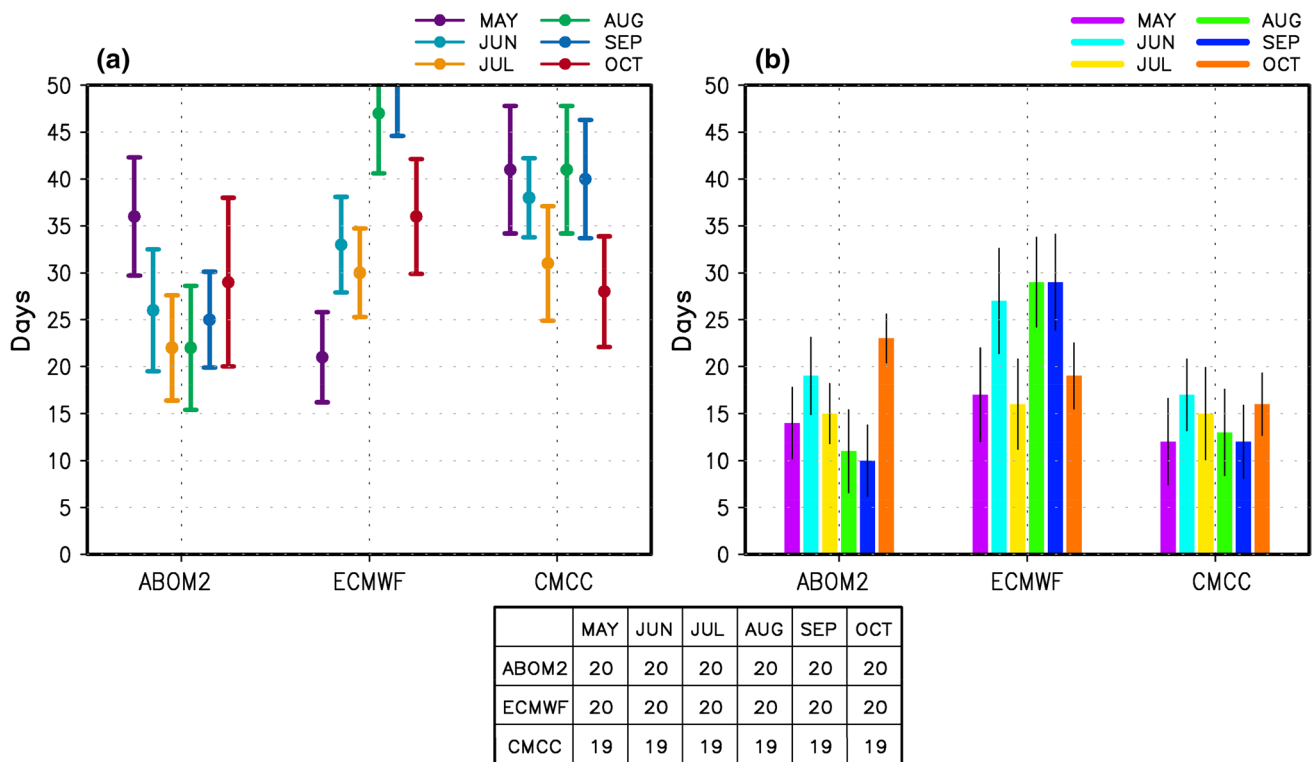 MAY AUG
JUN SEP
JUL OCT
(a)
50
45
40
35
30
25
20
15
10
5
0
Days
ABOM2 ECMWF CMCC
MAY AUG
JUN SEP
JUL OCT
(b)
50
45
40
35
30
25
20
15
10
5
0
Days
ABOM2 ECMWF CMCC
MAY JUN JUL AUG SEP OCT
ABOM2 20 20 20 20 20 20
ECMWF 20 20 20 20 20 20
CMCC 19 19 19 19 19 19